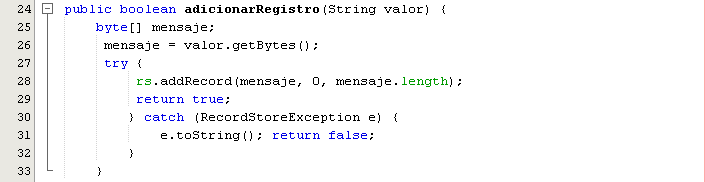 24 public boolean adicionarRegistro(String valor) {
25 byte[] mensaje;
26 mensaje = valor.getBytes();
27 try {
28 rs.addRecord(mensaje, 0, mensaje.length);
29 return true;
30 } catch (RecordStoreException e) {
31 e.toString(); return false;
32 }
33 }